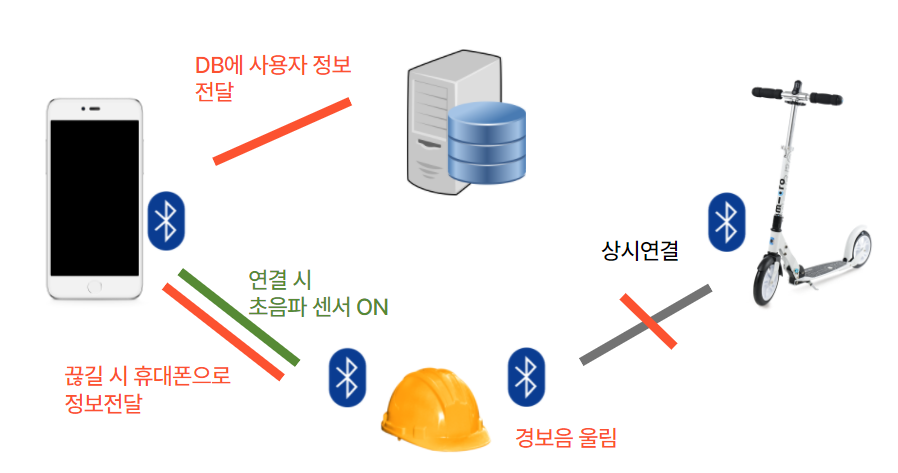 DB에 사용자 정보
전달
상시연결
연결 시
초음파 센서 ON
끊길 시 휴대폰으로
정보전달
경보음 울림